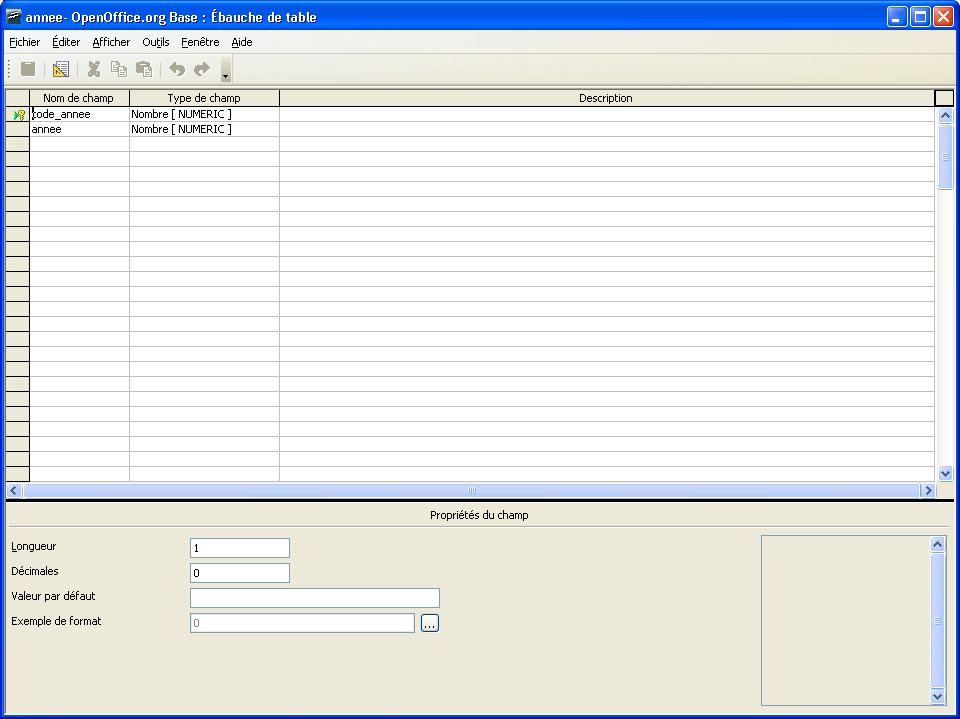 annee- OpenOffice.org Base : Ébauche de table
Fichier Éditer Afficher Outils Fenêtre Aide
Nom de champ Type de champ Description
code_annee Nombre [ NUMERIC ]
annee Nombre [ NUMERIC ]
Propriétés du champ
Longueur 1
Décimales 0
Valeur par défaut
Exemple de format 0 ...